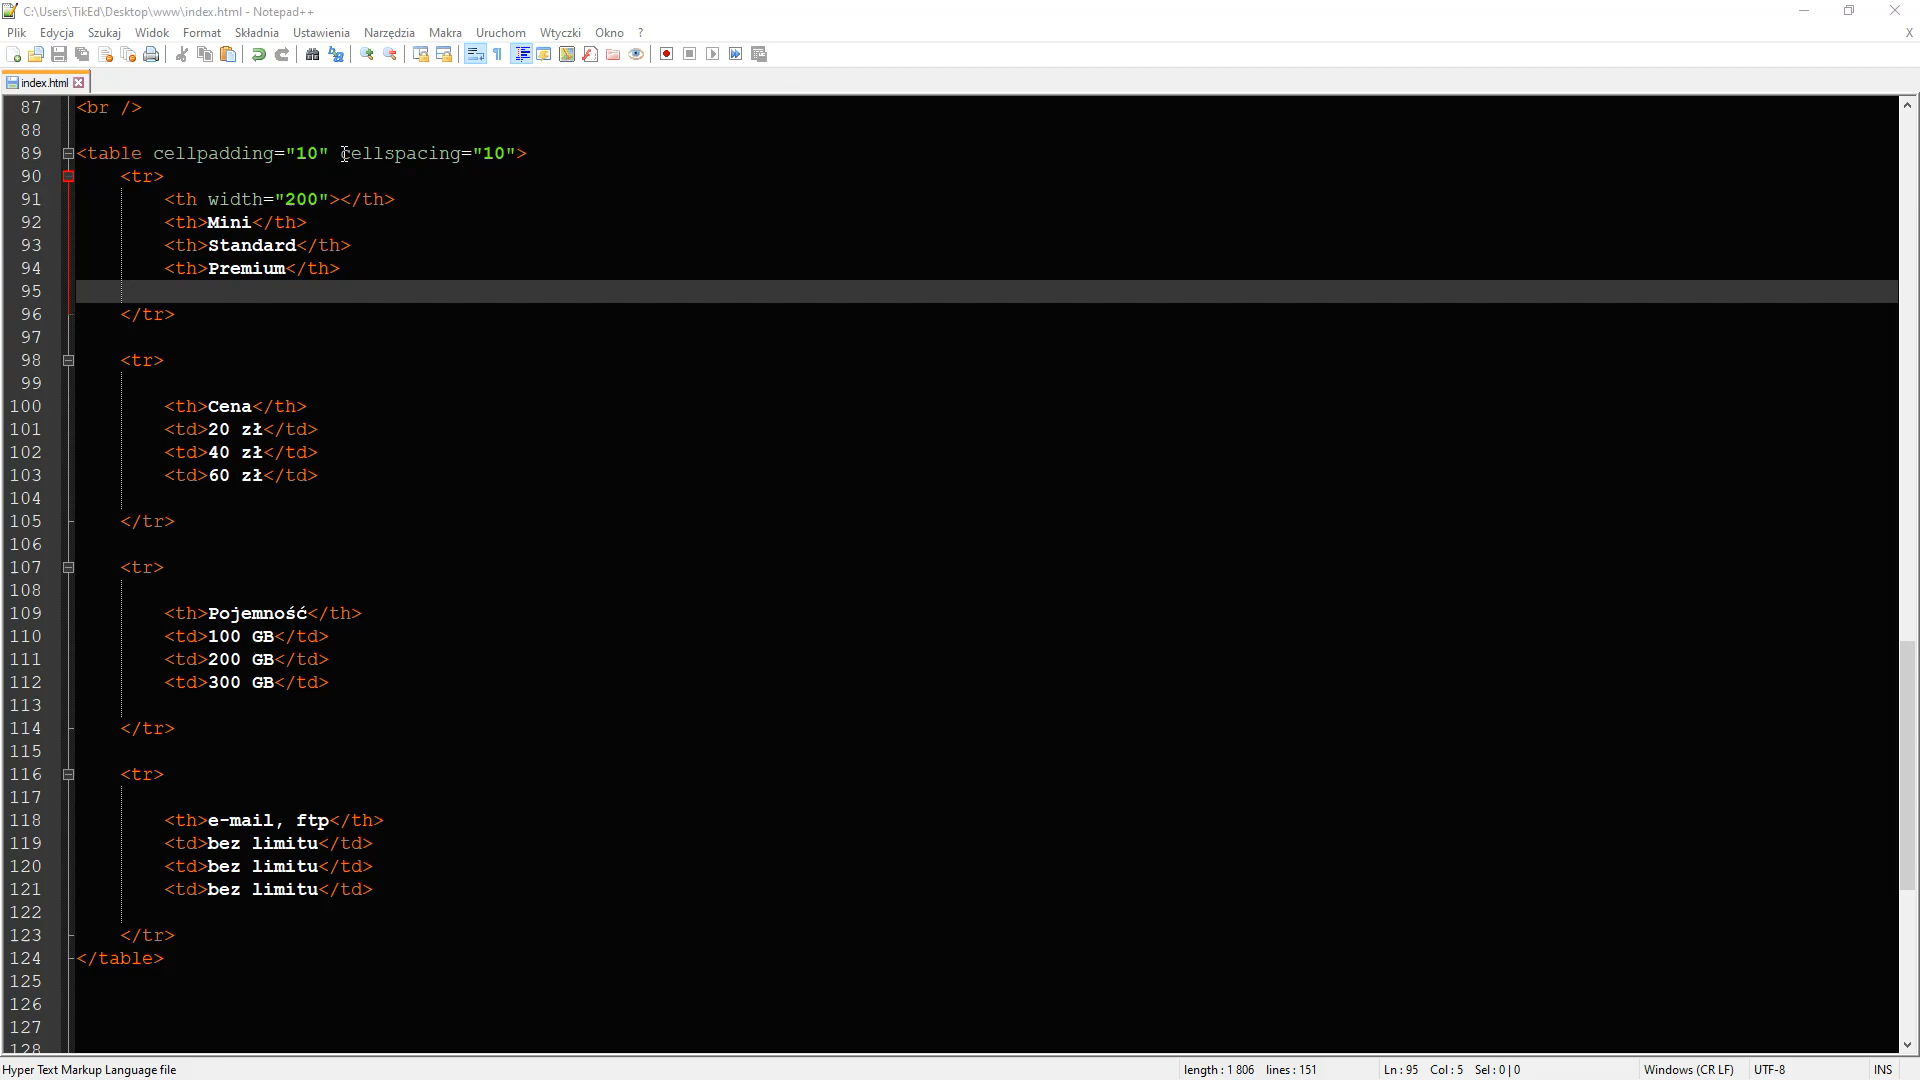 C:\Users\TikEd\Desktop\www\index.html - Notepad++
Plik Edycja Szukaj Widok Format Składnia Ustawienia Narzędzia Makra Uruchom Wtyczki Okno ? X
index.html
87 <br />
88
89 <table cellpadding="10" cellspacing="10">
90 <tr>
91 <th width="200"></th>
92 <th>Mini</th>
93 <th>Standard</th>
94 <th>Premium</th>
95
96 </tr>
97
98 <tr>
99
100 <th>Cena</th>
101 <td>20 zł</td>
102 <td>40 zł</td>
103 <td>60 zł</td>
104
105 </tr>
106
107 <tr>
108
109 <th>Pojemność</th>
110 <td>100 GB</td>
111 <td>200 GB</td>
112 <td>300 GB</td>
113
114 </tr>
115
116 <tr>
117
118 <th>e-mail, ftp</th>
119 <td>bez limitu</td>
120 <td>bez limitu</td>
121 <td>bez limitu</td>
122
123 </tr>
124 </table>
125
126
127
128
Hyper Text Markup Language file length : 1 806 lines : 151 Ln : 95 Col : 5 Sel : 0 | 0 Windows (CR LF) UTF-8 INS